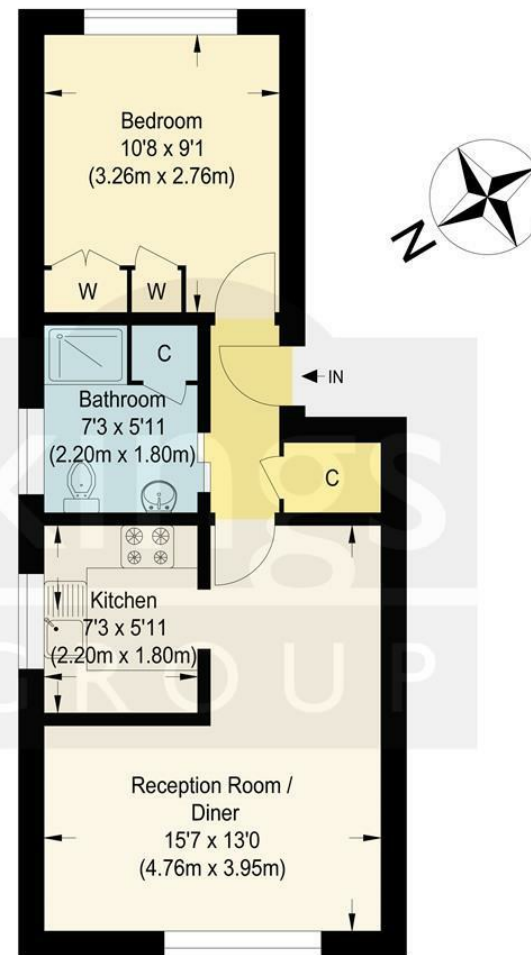 Bedroom
10'8 x 9'1
(3.26m x 2.76m)
N
W
W
C
IN
Bathroom
7'3 x 5'11
(2.20m x 1.80m)
C
kings
GROUP
Kitchen
7'3 x 5'11
(2.20m x 1.80m)
Reception Room /
Diner
15'7 x 13'0
(4.76m x 3.95m)